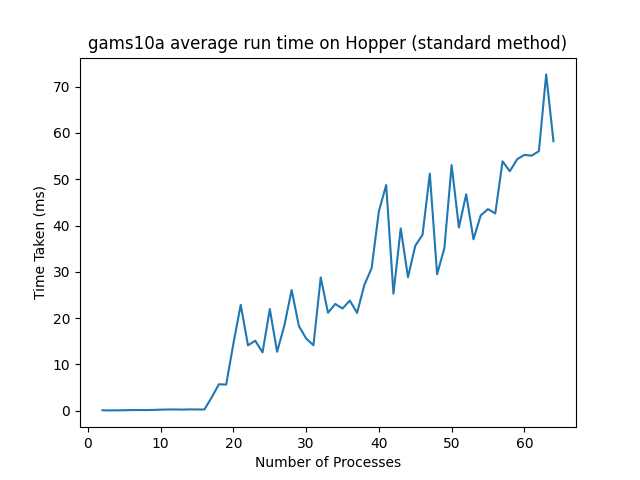 gams10a average run time on Hopper (standard method)
70
60
50
40
30
20
10
0
Time Taken (ms)
0 10 20 30 40 50 60
Number of Processes